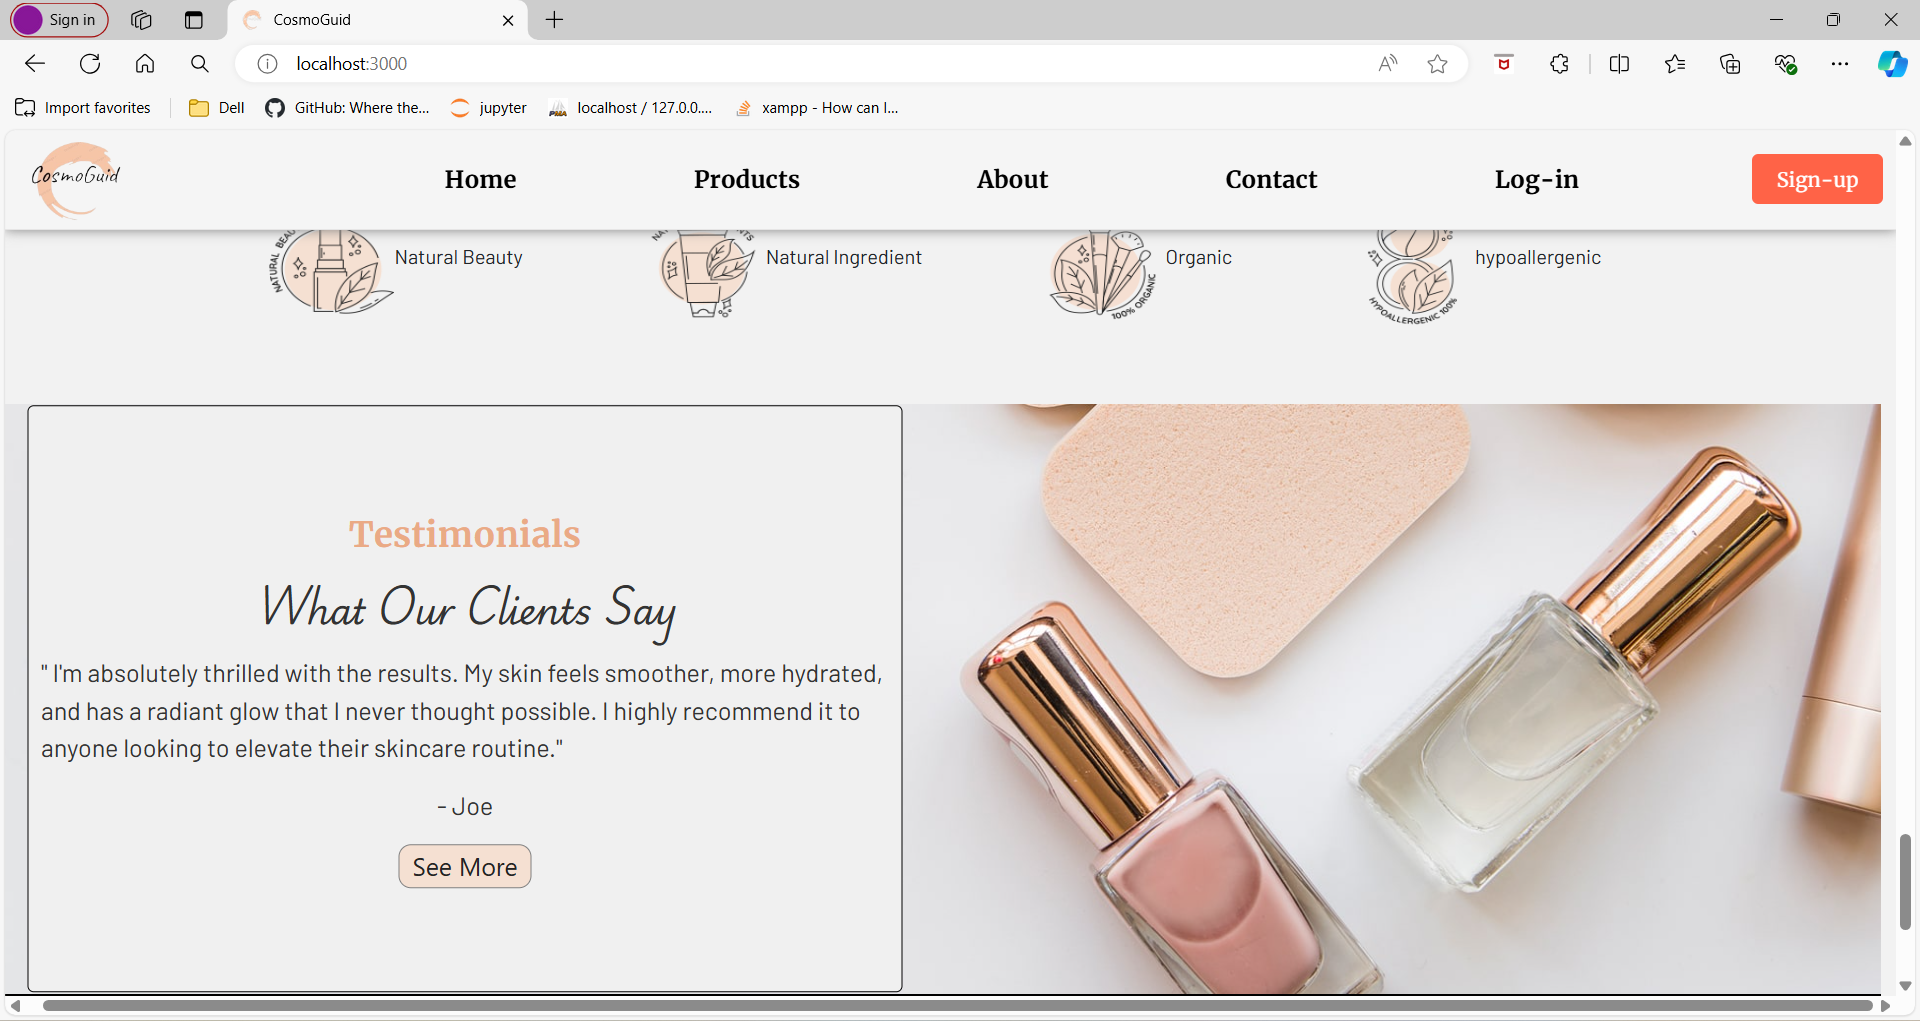 Sign in
CosmoGuid
localhost:3000
Import favorites
Dell
GitHub: Where the...
jupyter
localhost / 127.0.0....
xampp - How can I...
CosmoGuid
Home
Products
About
Contact
Log-in
Sign-up
NATURAL BEAU
Natural Beauty
Natural Ingredient
100% ORGANIC
Organic
HYPOALLERGENIC 100%
hypoallergenic
Testimonials
What Our Clients Say
" I'm absolutely thrilled with the results. My skin feels smoother, more hydrated,
and has a radiant glow that I never thought possible. I highly recommend it to
anyone looking to elevate their skincare routine."
- Joe
See More